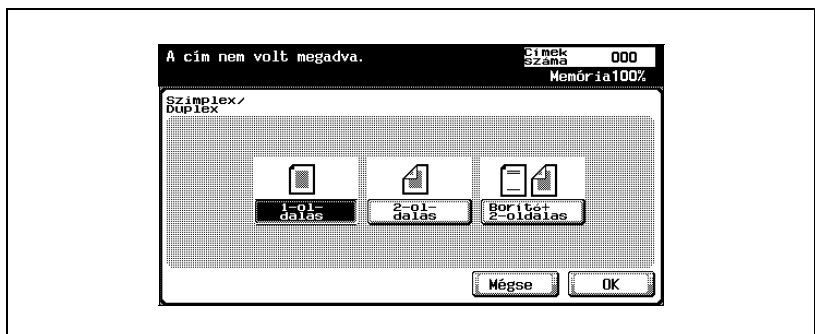 A cím nem volt megadva.
Címek
száma
000
Memória100%
Szimplex/
Duplex
1-ol-
dalas
2-ol-
dalas
Borító+
2-oldalas
Mégse
OK